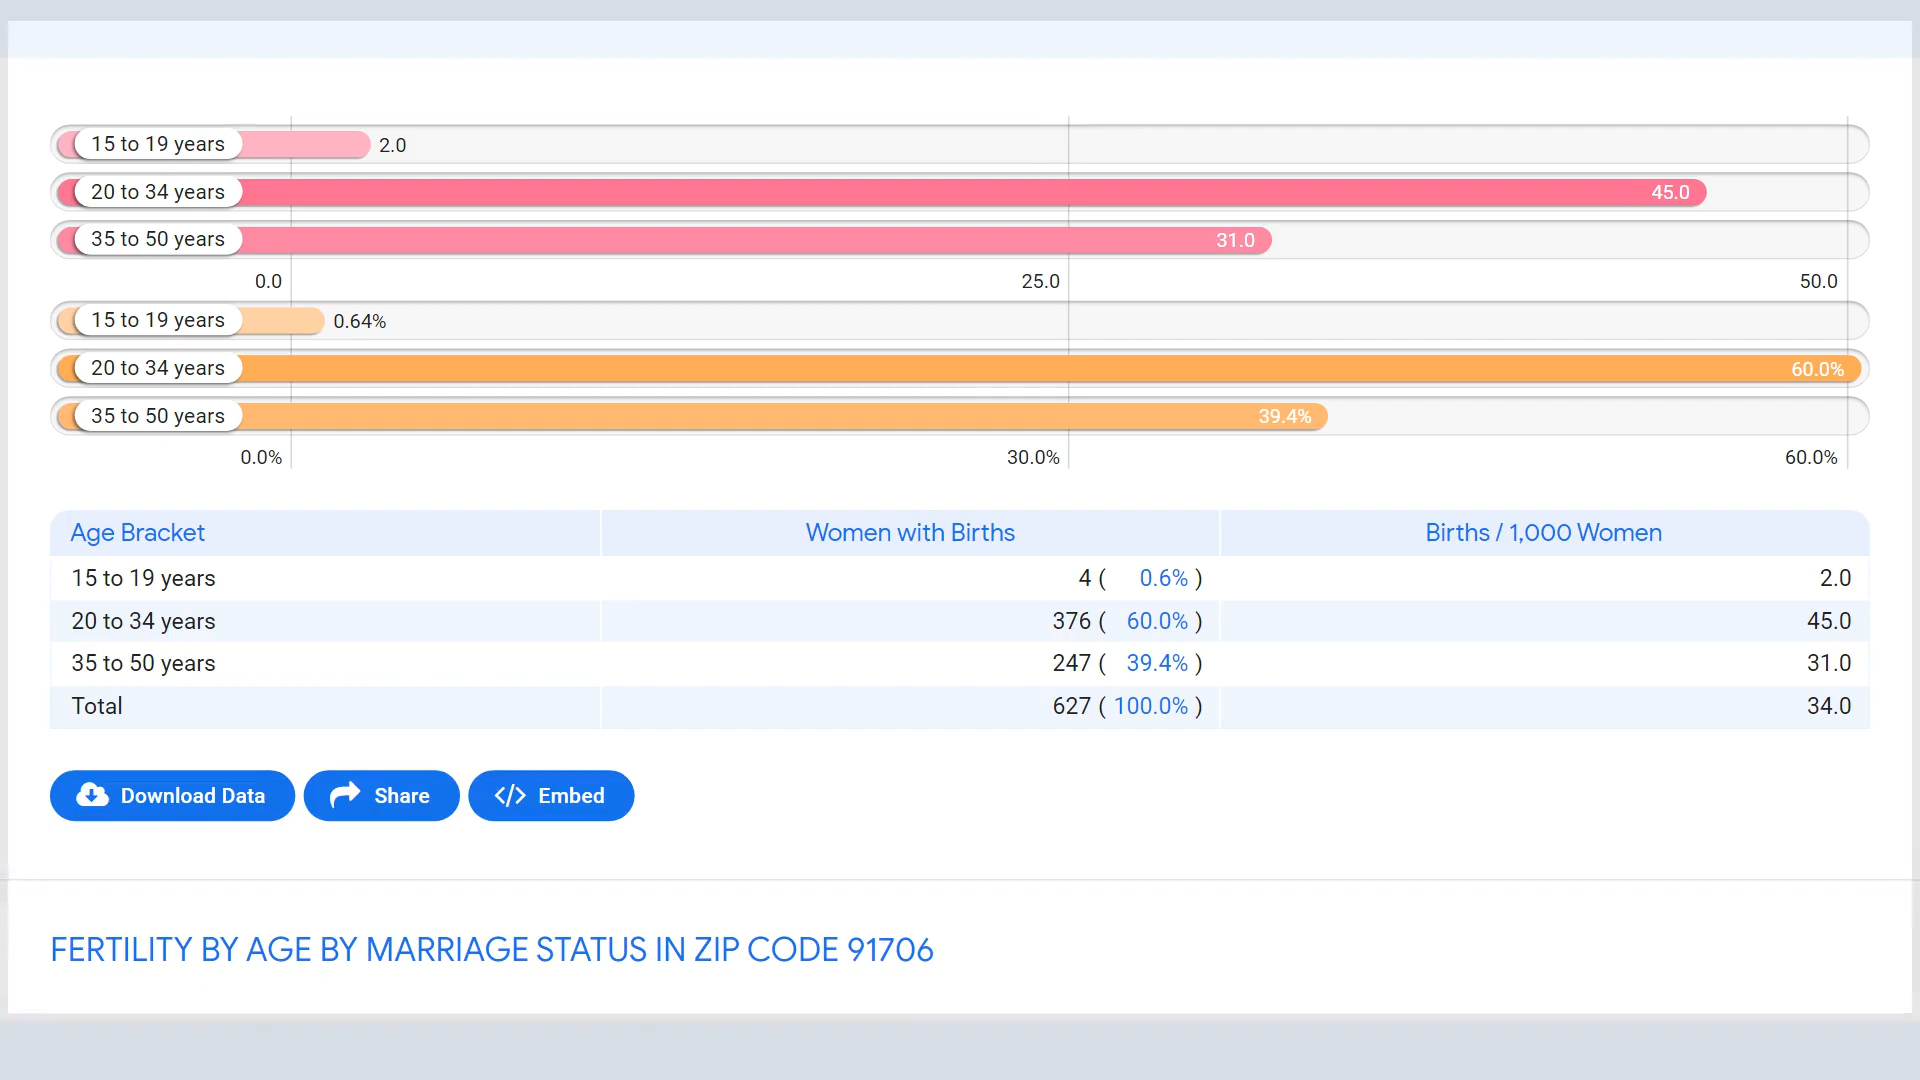 15 to 19 years 2.0
20 to 34 years 45.0
35 to 50 years 31.0
0.0 25.0 50.0
15 to 19 years 0.64%
20 to 34 years 60.0%
35 to 50 years 39.4%
0.0% 30.0% 60.0%
Age Bracket Women with Births Births / 1,000 Women
15 to 19 years 4 ( 0.6% ) 2.0
20 to 34 years 376 ( 60.0% ) 45.0
35 to 50 years 247 ( 39.4% ) 31.0
Total 627 ( 100.0% ) 34.0
Download Data Share Embed
FERTILITY BY AGE BY MARRIAGE STATUS IN ZIP CODE 91706